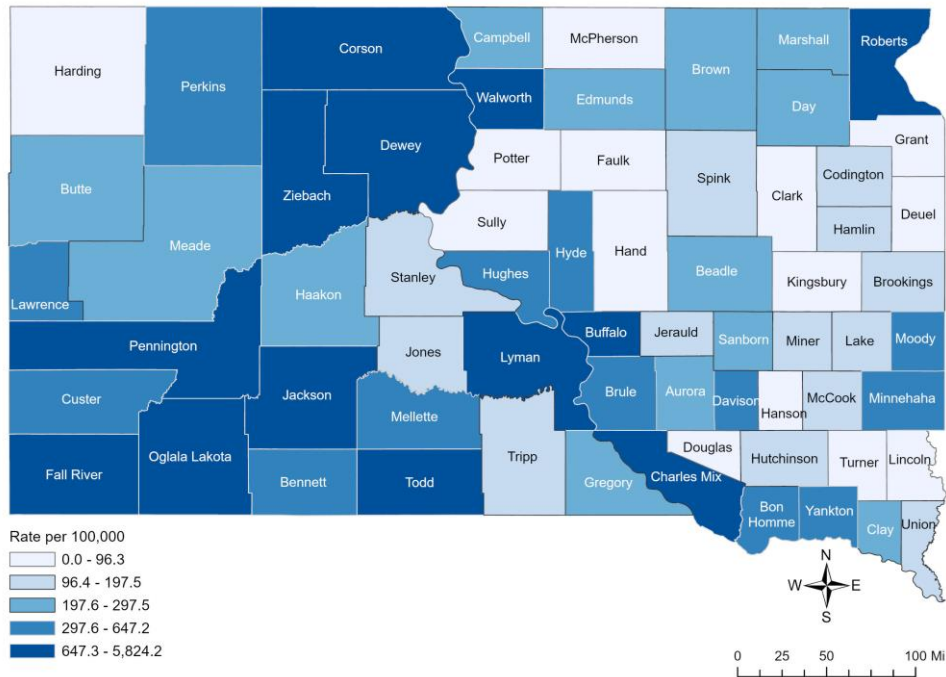 Harding
Perkins
Corson
Campbell
McPherson
Brown
Marshall
Roberts
Walworth
Edmunds
Day
Butte
Meade
Ziebach
Dewey
Potter
Faulk
Spink
Clark
Codington
Grant
Deuel
Hamlin
Sully
Hyde
Hand
Beadle
Kingsbury
Brookings
Lawrence
Haakon
Stanley
Hughes
Pennington
Jones
Lyman
Buffalo
Jerauld
Sanborn
Miner
Lake
Moody
Custer
Jackson
Mellette
Brule
Aurora
Davison
Hanson
McCook
Minnehaha
Fall River
Oglala Lakota
Bennett
Todd
Tripp
Gregory
Charles Mix
Douglas
Hutchinson
Turner
Lincoln
Bon
Homme
Yankton
Clay
Union
Rate per 100,000
0.0 - 96.3
96.4 - 197.5
197.6 - 297.5
297.6 - 647.2
647.3 - 5,824.2
N
W E
S
0 25 50 100 Mi